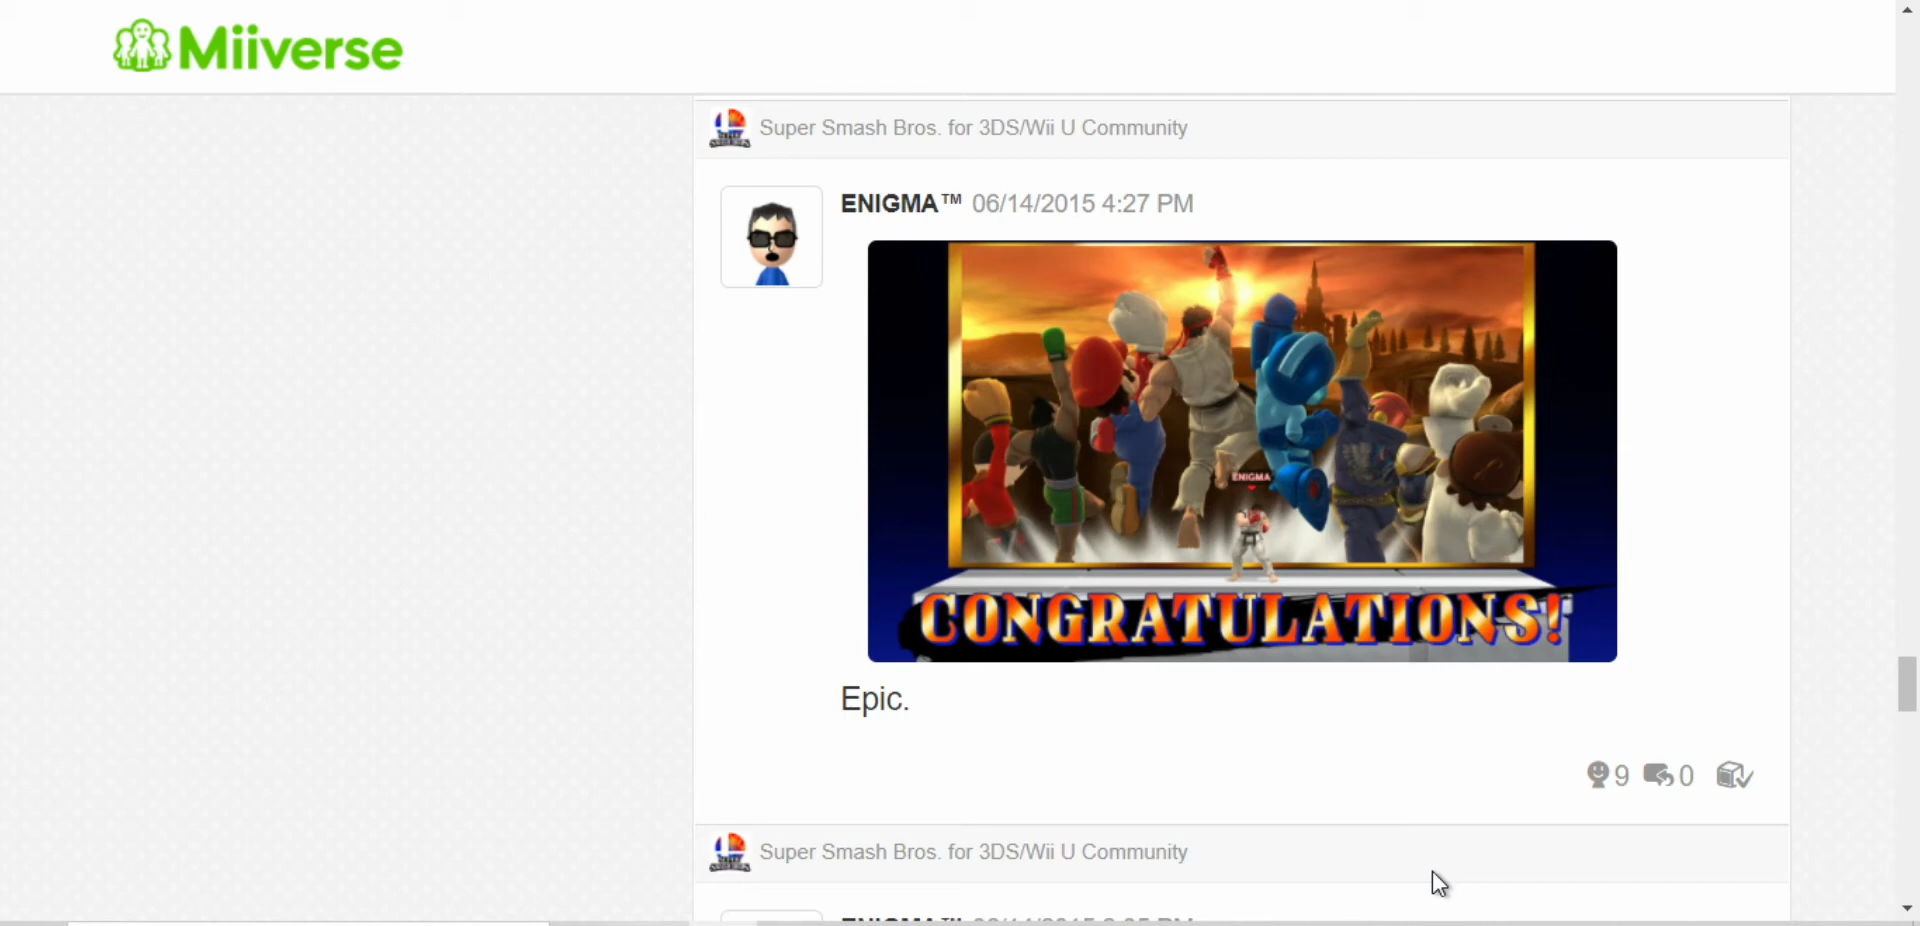 Miiverse
Super Smash Bros. for 3DS/Wii U Community
ENIGMA™ 06/14/2015 4:27 PM
ENIGMA
CONGRATULATIONS!
Epic.
9 0
Super Smash Bros. for 3DS/Wii U Community